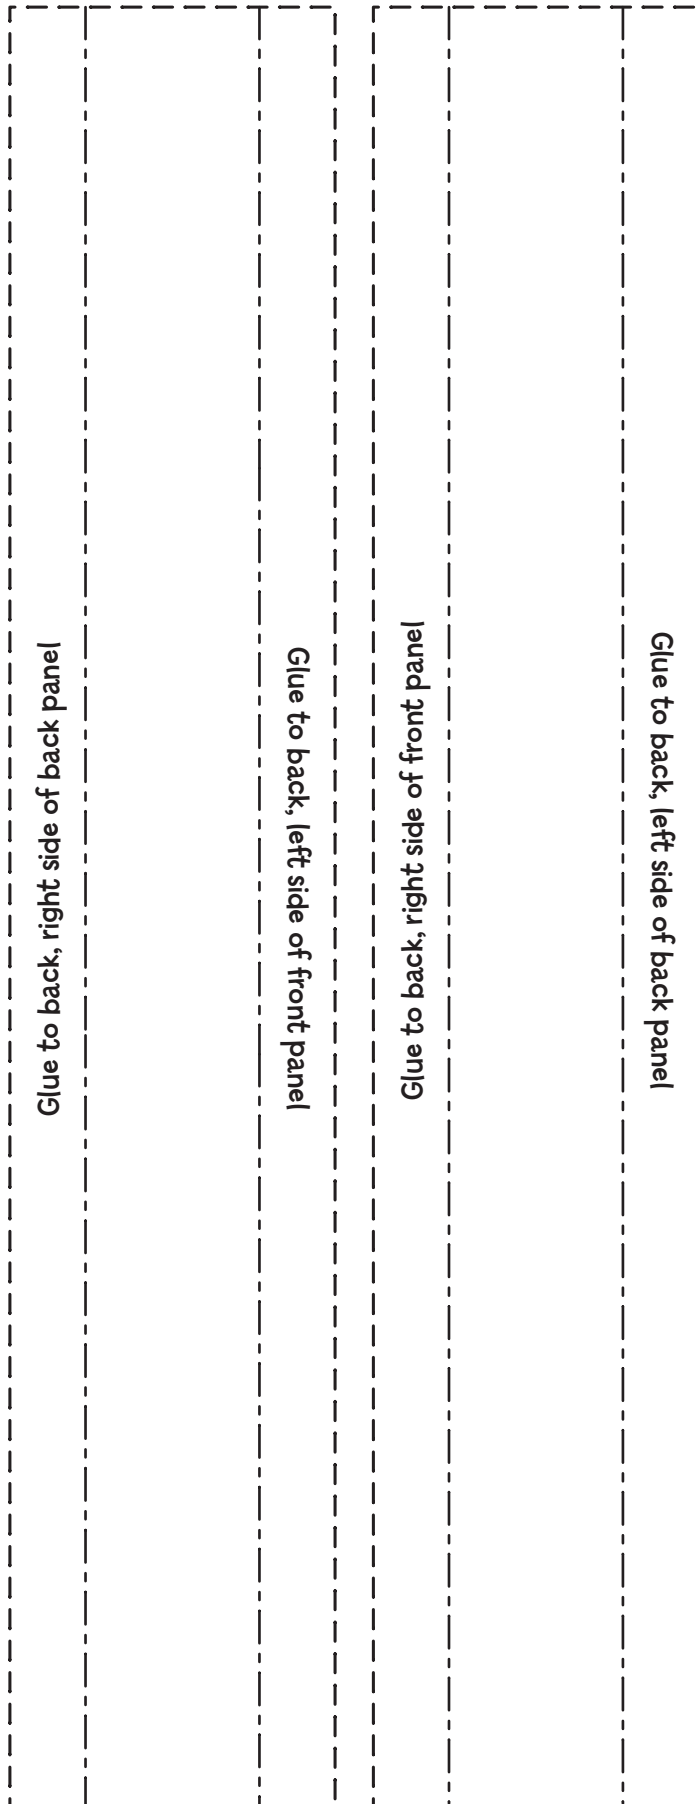 Glue to back, right side of back panel
Glue to back, left side of front panel
Glue to back, right side of front panel
Glue to back, left side of back panel